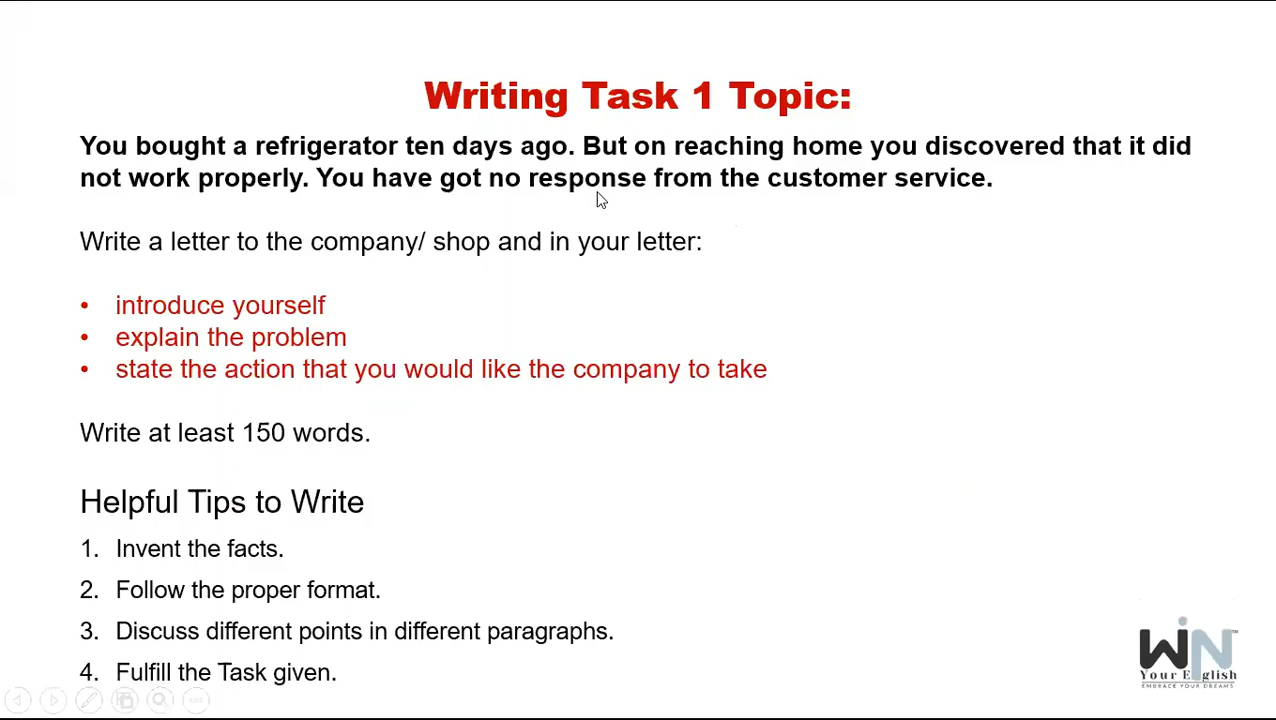 Writing Task 1 Topic:
You bought a refrigerator ten days ago. But on reaching home you discovered that it did
not work properly. You have got no response from the customer service.
Write a letter to the company/ shop and in your letter:
• introduce yourself
• explain the problem
• state the action that you would like the company to take
Write at least 150 words.
Helpful Tips to Write
1. Invent the facts.
2. Follow the proper format.
3. Discuss different points in different paragraphs.
4. Fulfill the Task given.
WiN™
Your English
EMBRACE YOUR DREAMS